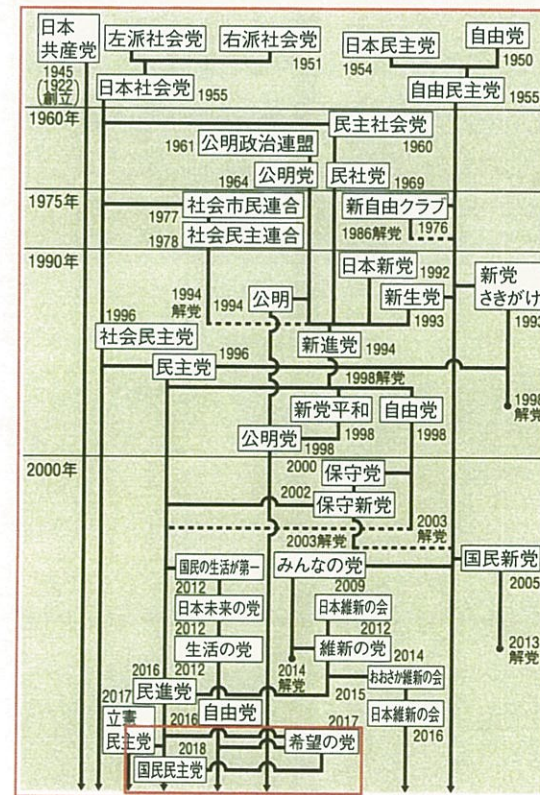 日本
共産党
1945
(1922
創立)
左派社会党
右派社会党
1951
日本民主党
1954
自由党
1950
日本社会党
1955
自由民主党
1955
1960年
民主社会党
1960
1961
公明政治連盟
1964
公明党
民社党
1969
1975年
社会市民連合
1977
1978
社会民主連合
新自由クラブ
1986解党
1976
1990年
日本新党
1992
新生党
1993
新党
さきがけ
1993
1994
解党
1994
公明
1996
社会民主党
新進党
1994
1996
民主党
1998解党
1998
解党
新党平和
1998
自由党
1998
公明党
1998
2000年
2000
保守党
2002
保守新党
2003解党
2003
解党
国民新党
2005
国民の生活が第一
2012
みんなの党
2009
日本未来の党
2012
日本維新の会
2012
生活の党
2012
維新の党
2014
2014
解党
2013
解党
おおさか維新の会
2015
2016
民進党
2016
自由党
日本維新の会
2016
2017
立憲
民主党
2017
希望の党
2018
国民民主党